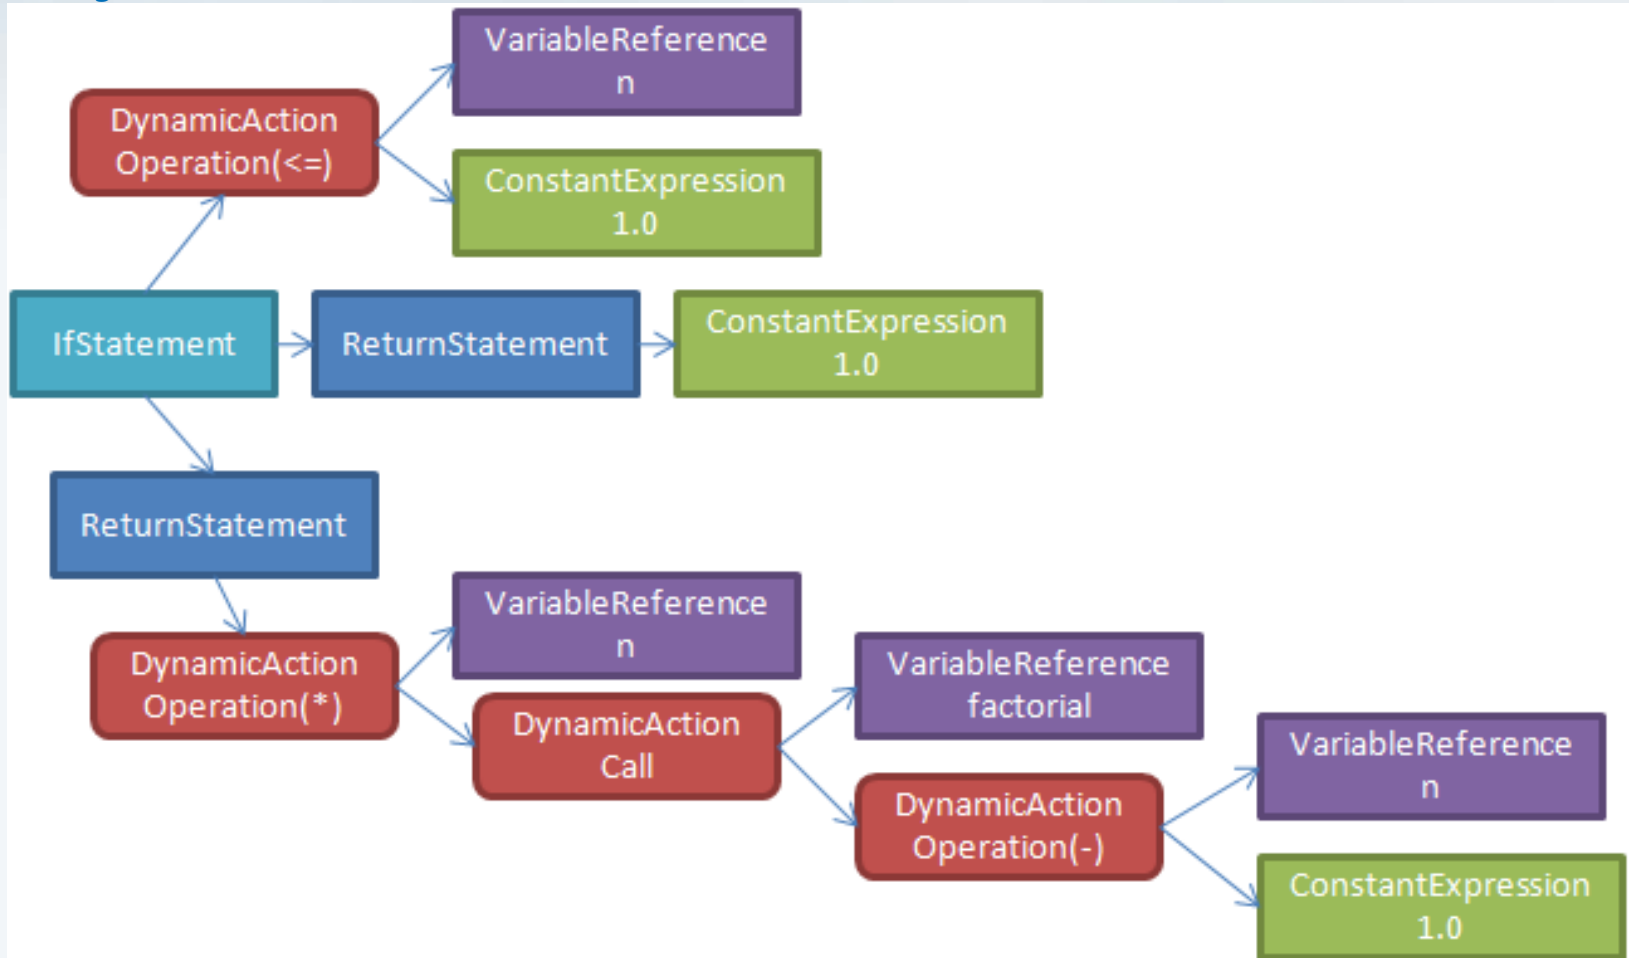 VariableReference
n
DynamicAction
Operation(<=)
ConstantExpression
1.0
IfStatement
ReturnStatement
ConstantExpression
1.0
ReturnStatement
VariableReference
n
DynamicAction
Operation(*)
VariableReference
factorial
DynamicAction
Call
VariableReference
n
DynamicAction
Operation(-)
ConstantExpression
1.0